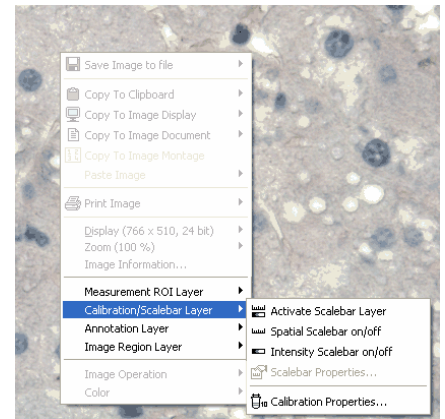 Save Image to file
Copy To Clipboard
Copy To Image Display
Copy To Image Document
Copy To Image Montage
Paste Image
Print Image
Display (766 x 510, 24 bit)
Zoom (100 %)
Image Information...
Measurement ROI Layer
Calibration/Scalebar Layer
Annotation Layer
Image Region Layer
Image Operation
Color
Activate Scalebar Layer
Spatial Scalebar on/off
Intensity Scalebar on/off
Scalebar Properties...
Calibration Properties...